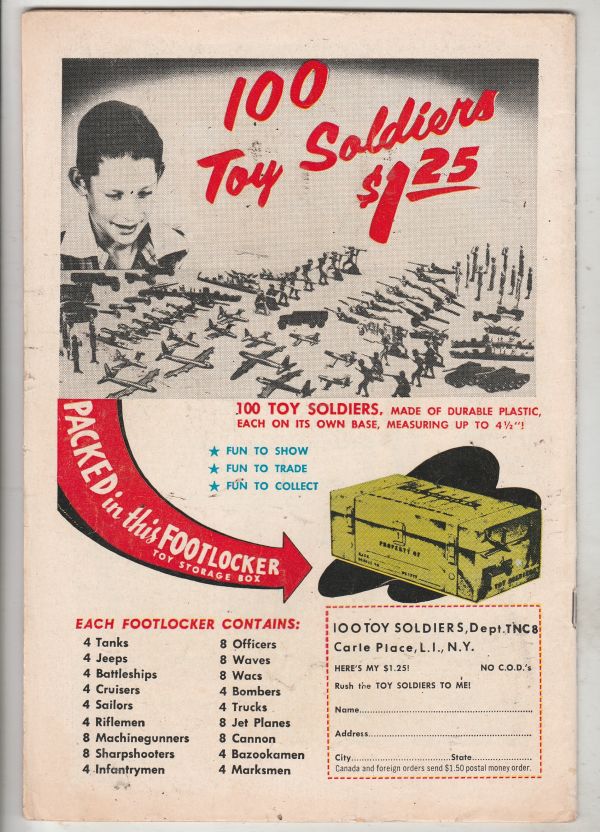 100
Toy Soldiers
$1.25
100 TOY SOLDIERS, MADE OF DURABLE PLASTIC,
EACH ON ITS OWN BASE, MEASURING UP TO 4½"!
★ FUN TO SHOW
★ FUN TO TRADE
★ FUN TO COLLECT
PACKED in this FOOTLOCKER
TOY STORAGE BOX
PROPERTY OF
TOY SOLDIERS
EACH FOOTLOCKER CONTAINS:
4 Tanks
4 Jeeps
4 Battleships
4 Cruisers
4 Sailors
4 Riflemen
8 Machinegunners
8 Sharpshooters
4 Infantrymen
8 Officers
8 Waves
8 Wacs
4 Bombers
4 Trucks
8 Jet Planes
8 Cannon
4 Bazookamen
4 Marksmen
100 TOY SOLDIERS, Dept. TNC8
Carle Place, L.I., N.Y.
HERE'S MY $1.25! NO C.O.D.'s
Rush the TOY SOLDIERS TO ME!
Name
Address
City State
Canada and foreign orders send $1.50 postal money order.